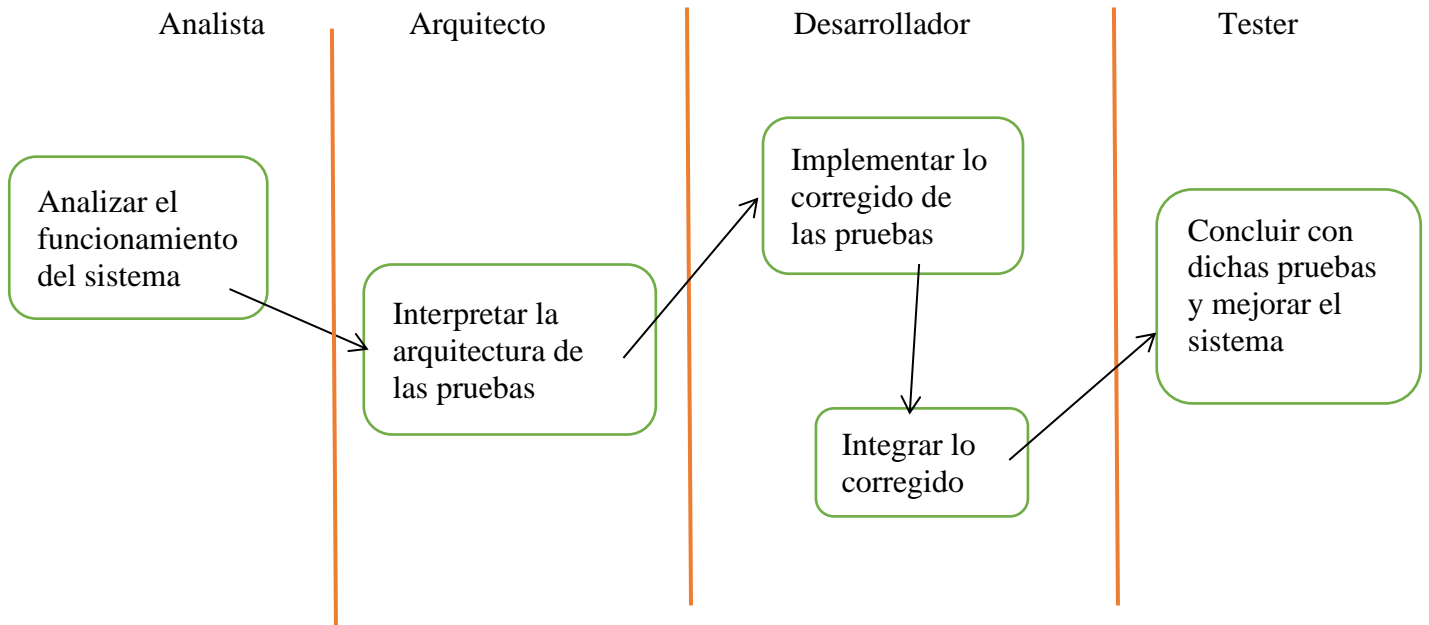 Analista
Arquitecto
Desarrollador
Tester
Analizar el
funcionamiento
del sistema
Interpretar la
arquitectura de
las pruebas
Implementar lo
corregido de
las pruebas
Integrar lo
corregido
Concluir con
dichas pruebas
y mejorar el
sistema